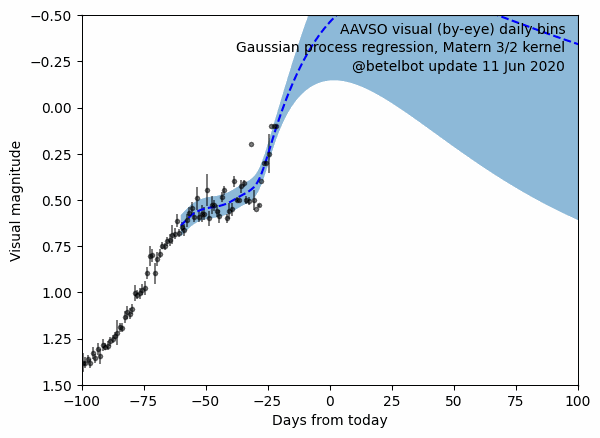 AAVSO visual (by-eye) daily bins
Gaussian process regression, Matern 3/2 kernel
@betelbot update 11 Jun 2020
−0.50
−0.25
0.00
0.25
0.50
0.75
1.00
1.25
1.50
Visual magnitude
−100 −75 −50 −25 0 25 50 75 100
Days from today